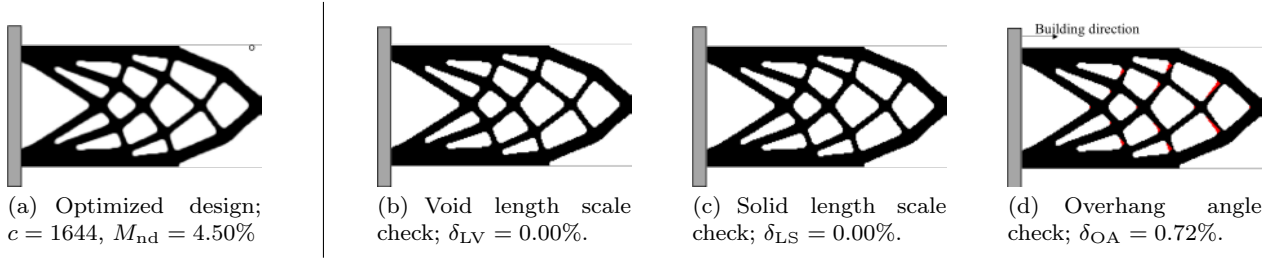 Building direction
(a) Optimized design;
c = 1644, M_nd = 4.50%
(b) Void length scale
check; δ_LV = 0.00%.
(c) Solid length scale
check; δ_LS = 0.00%.
(d) Overhang angle
check; δ_OA = 0.72%.